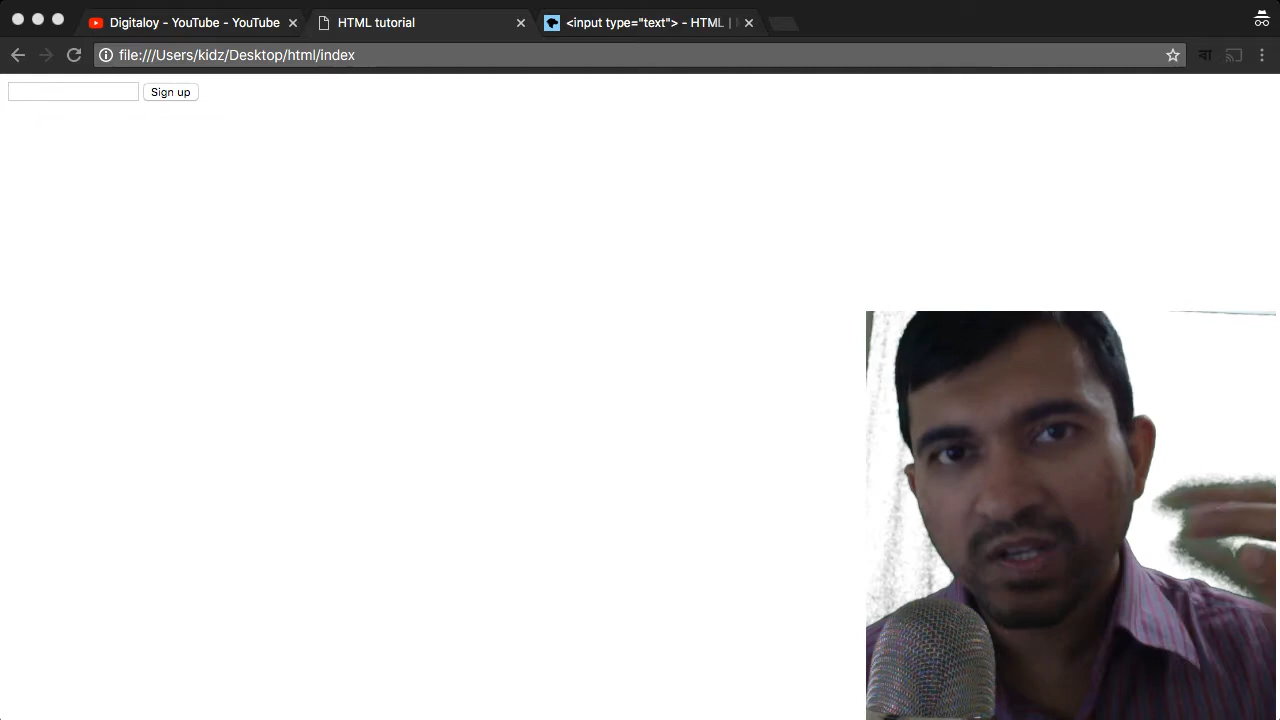 Digitaloy - YouTube - YouTube
HTML tutorial
<input type="text"> - HTML |
file:///Users/kidz/Desktop/html/index
বা
Sign up